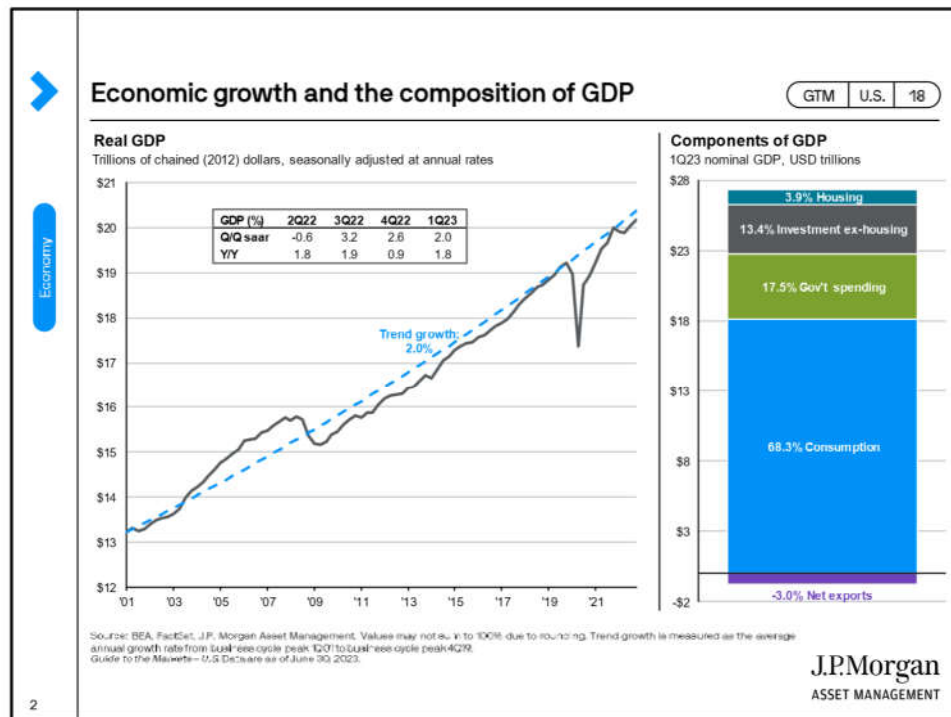 Economic growth and the composition of GDP
GTM U.S. 18
Economy
Real GDP
Trillions of chained (2012) dollars, seasonally adjusted at annual rates
$21
$20
$19
$18
$17
$16
$15
$14
$13
$12
'01 '03 '05 '07 '09 '11 '13 '15 '17 '19 '21
GDP (%) 2Q22 3Q22 4Q22 1Q23
Q/Q saar -0.6 3.2 2.6 2.0
Y/Y 1.8 1.9 0.9 1.8
Trend growth:
2.0%
Components of GDP
1Q23 nominal GDP, USD trillions
$28
$23
$18
$13
$8
$3
-$2
3.9% Housing
13.4% Investment ex-housing
17.5% Gov't spending
68.3% Consumption
-3.0% Net exports
Source: BEA, FactSet, J.P. Morgan Asset Management. Values may not sum to 100% due to rounding. Trend growth is measured as the average
annual growth rate from business cycle peak 1Q01 to business cycle peak 4Q19.
Guide to the Markets – U.S. Data are as of June 30, 2023.
J.P.Morgan
ASSET MANAGEMENT
2